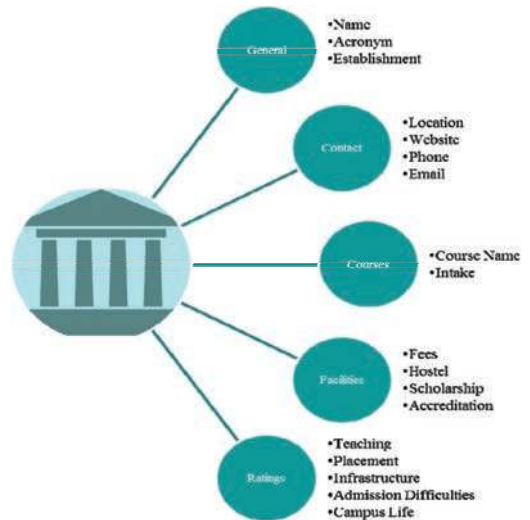 General
•Name
•Acronym
•Establishment
Contact
•Location
•Website
•Phone
•Email
Courses
•Course Name
•Intake
Facilities
•Fees
•Hostel
•Scholarship
•Accreditation
Ratings
•Teaching
•Placement
•Infrastructure
•Admission Difficulties
•Campus Life